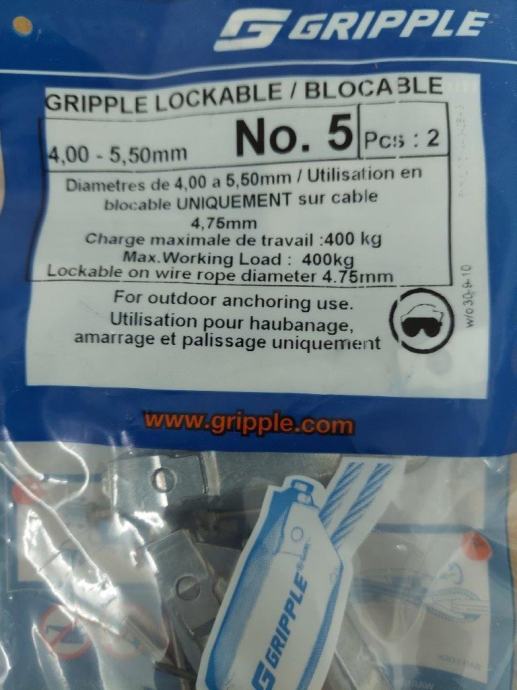 GRIPPLE
GRIPPLE LOCKABLE / BLOCABLE
4,00 - 5,50mm No. 5 Pcs : 2
Diametres de 4,00 a 5,50mm / Utilisation en
blocable UNIQUEMENT sur cable
4,75mm
Charge maximale de travail :400 kg
Max.Working Load : 400kg
Lockable on wire rope diameter 4.75mm
For outdoor anchoring use.
Utilisation pour haubanage,
amarrage et palissage uniquement
w/o30-9-10
www.gripple.com
GRIPPLE